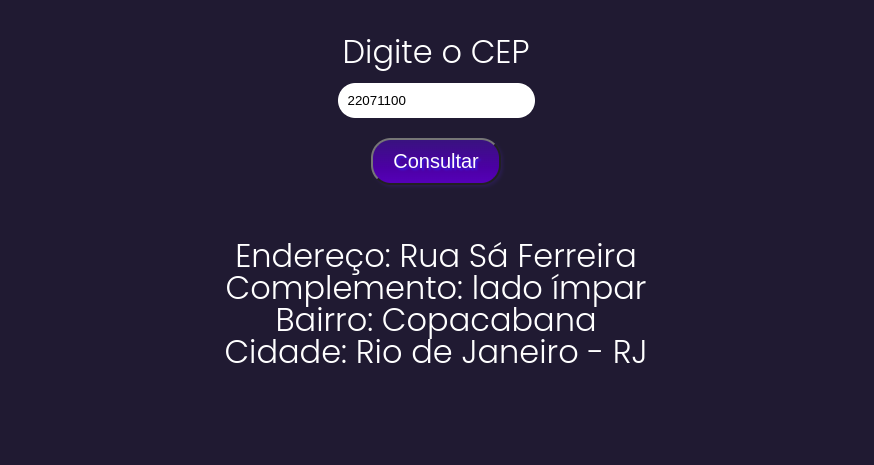 Digite o CEP
22071100
Consultar
Endereço: Rua Sá Ferreira
Complemento: lado ímpar
Bairro: Copacabana
Cidade: Rio de Janeiro - RJ